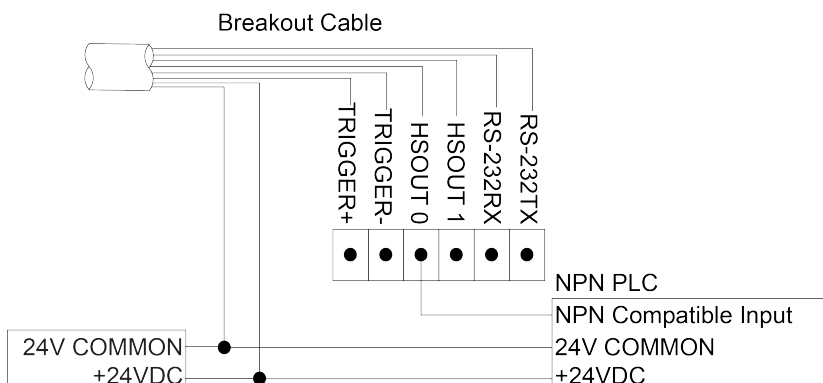 Breakout Cable
TRIGGER+
TRIGGER-
HSOUT 0
HSOUT 1
RS-232RX
RS-232TX
NPN PLC
NPN Compatible Input
24V COMMON
24V COMMON
+24VDC
+24VDC